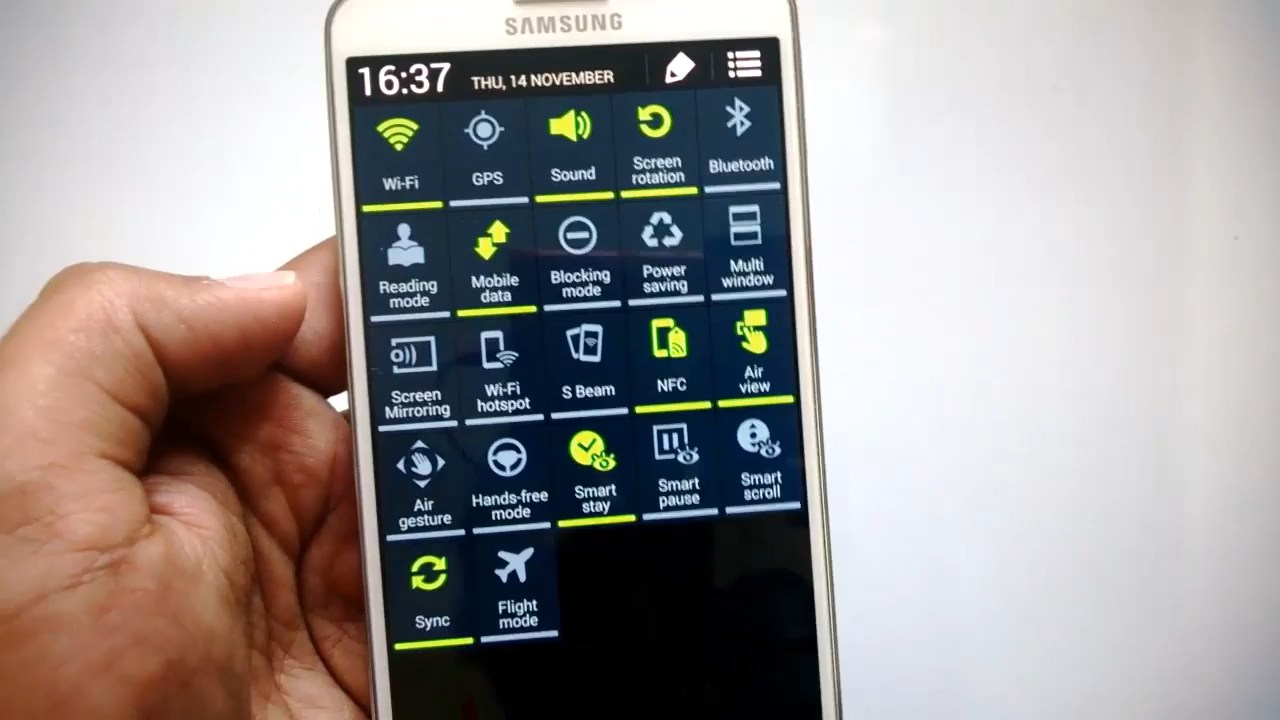 SAMSUNG
16:37 THU, 14 NOVEMBER
Wi-Fi GPS Sound Screen rotation Bluetooth
Reading mode Mobile data Blocking mode Power saving Multi window
Screen Mirroring Wi-Fi hotspot S Beam NFC Air view
Air gesture Hands-free mode Smart stay Smart pause Smart scroll
Sync Flight mode